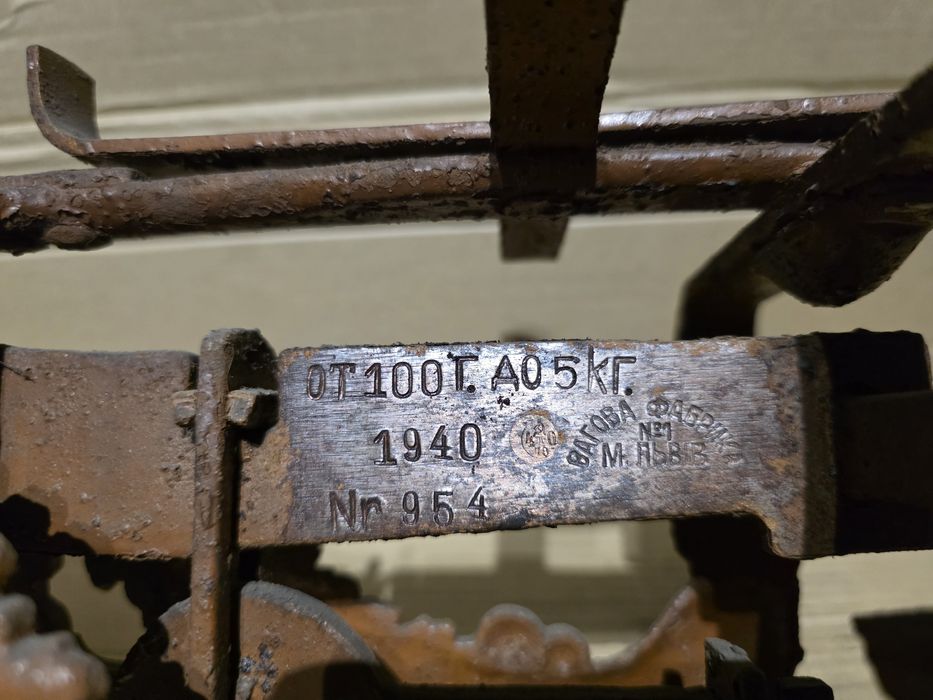 ОТ 100 Г. ДО 5 КГ.
1940
ВАГОВА ФАБРИКА
№1
М. ЛЬВІВ
Nr 954